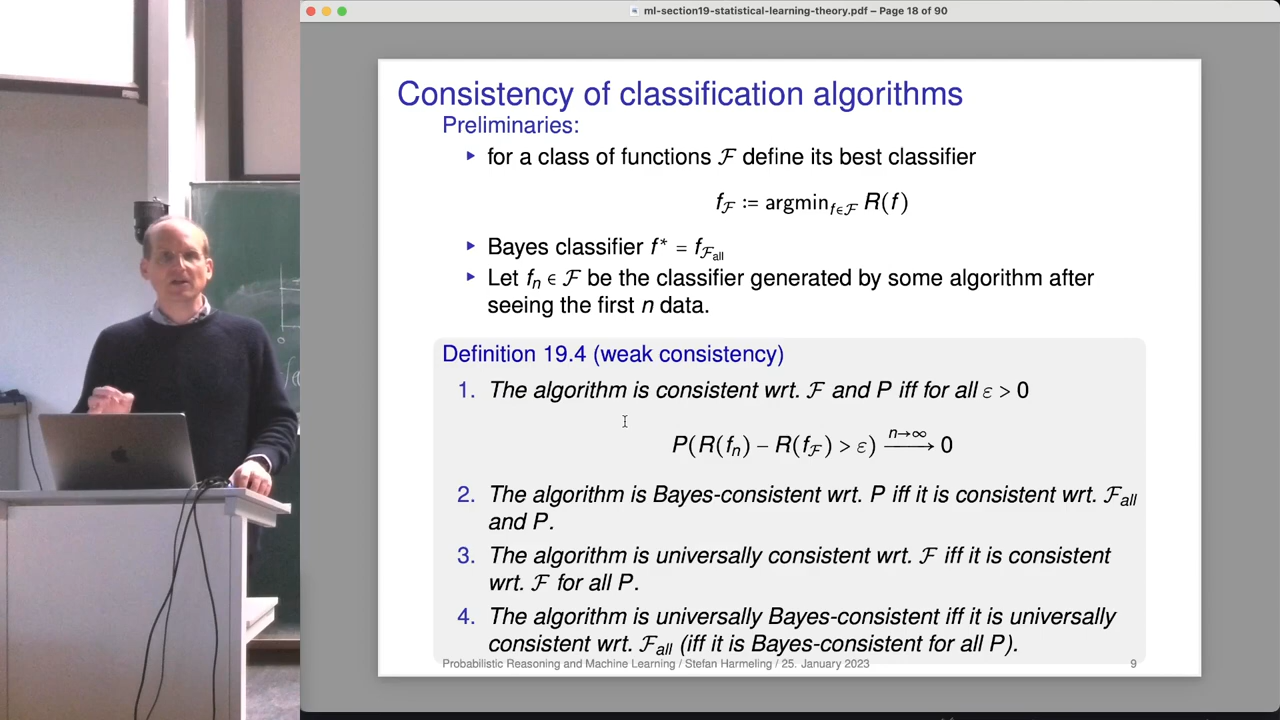 ml-section19-statistical-learning-theory.pdf – Page 18 of 90
Consistency of classification algorithms
Preliminaries:
▸ for a class of functions ℱ define its best classifier
f_ℱ := argmin_{f∈ℱ} R(f)
▸ Bayes classifier f* = f_{ℱ_all}
▸ Let f_n ∈ ℱ be the classifier generated by some algorithm after
seeing the first n data.
Definition 19.4 (weak consistency)
1. The algorithm is consistent wrt. ℱ and P iff for all ε > 0
P(R(f_n) − R(f_ℱ) > ε) —n→∞→ 0
2. The algorithm is Bayes-consistent wrt. P iff it is consistent wrt. ℱ_all
and P.
3. The algorithm is universally consistent wrt. ℱ iff it is consistent
wrt. ℱ for all P.
4. The algorithm is universally Bayes-consistent iff it is universally
consistent wrt. ℱ_all (iff it is Bayes-consistent for all P).
Probabilistic Reasoning and Machine Learning / Stefan Harmeling / 25. January 2023 9